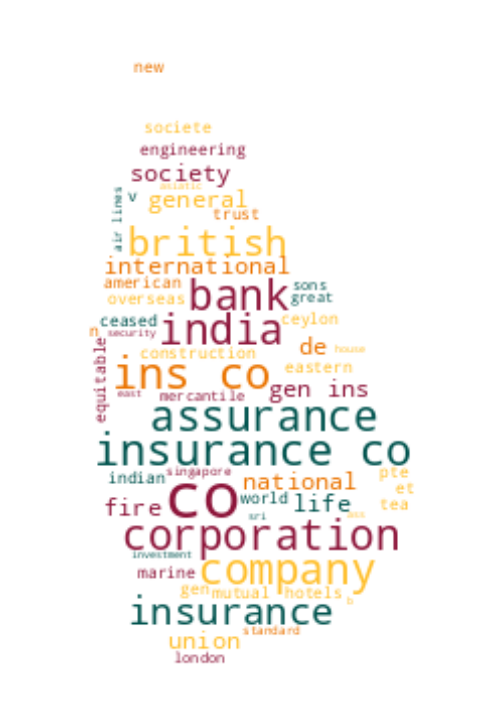 new
societe
engineering
society
asiatic
air lines
v
general
trust
british
international
american
bank
sons
overseas
great
ceased
india
ceylon
n
security
de
house
construction
equitable
ins co
eastern
gen ins
east
mercantile
assurance
insurance co
singapore
indian
national
pte
et
co
world
life
tea
fire
sri
ass
corporation
investment
marine
company
gen
mutual
hotels
b
insurance
standard
union
london